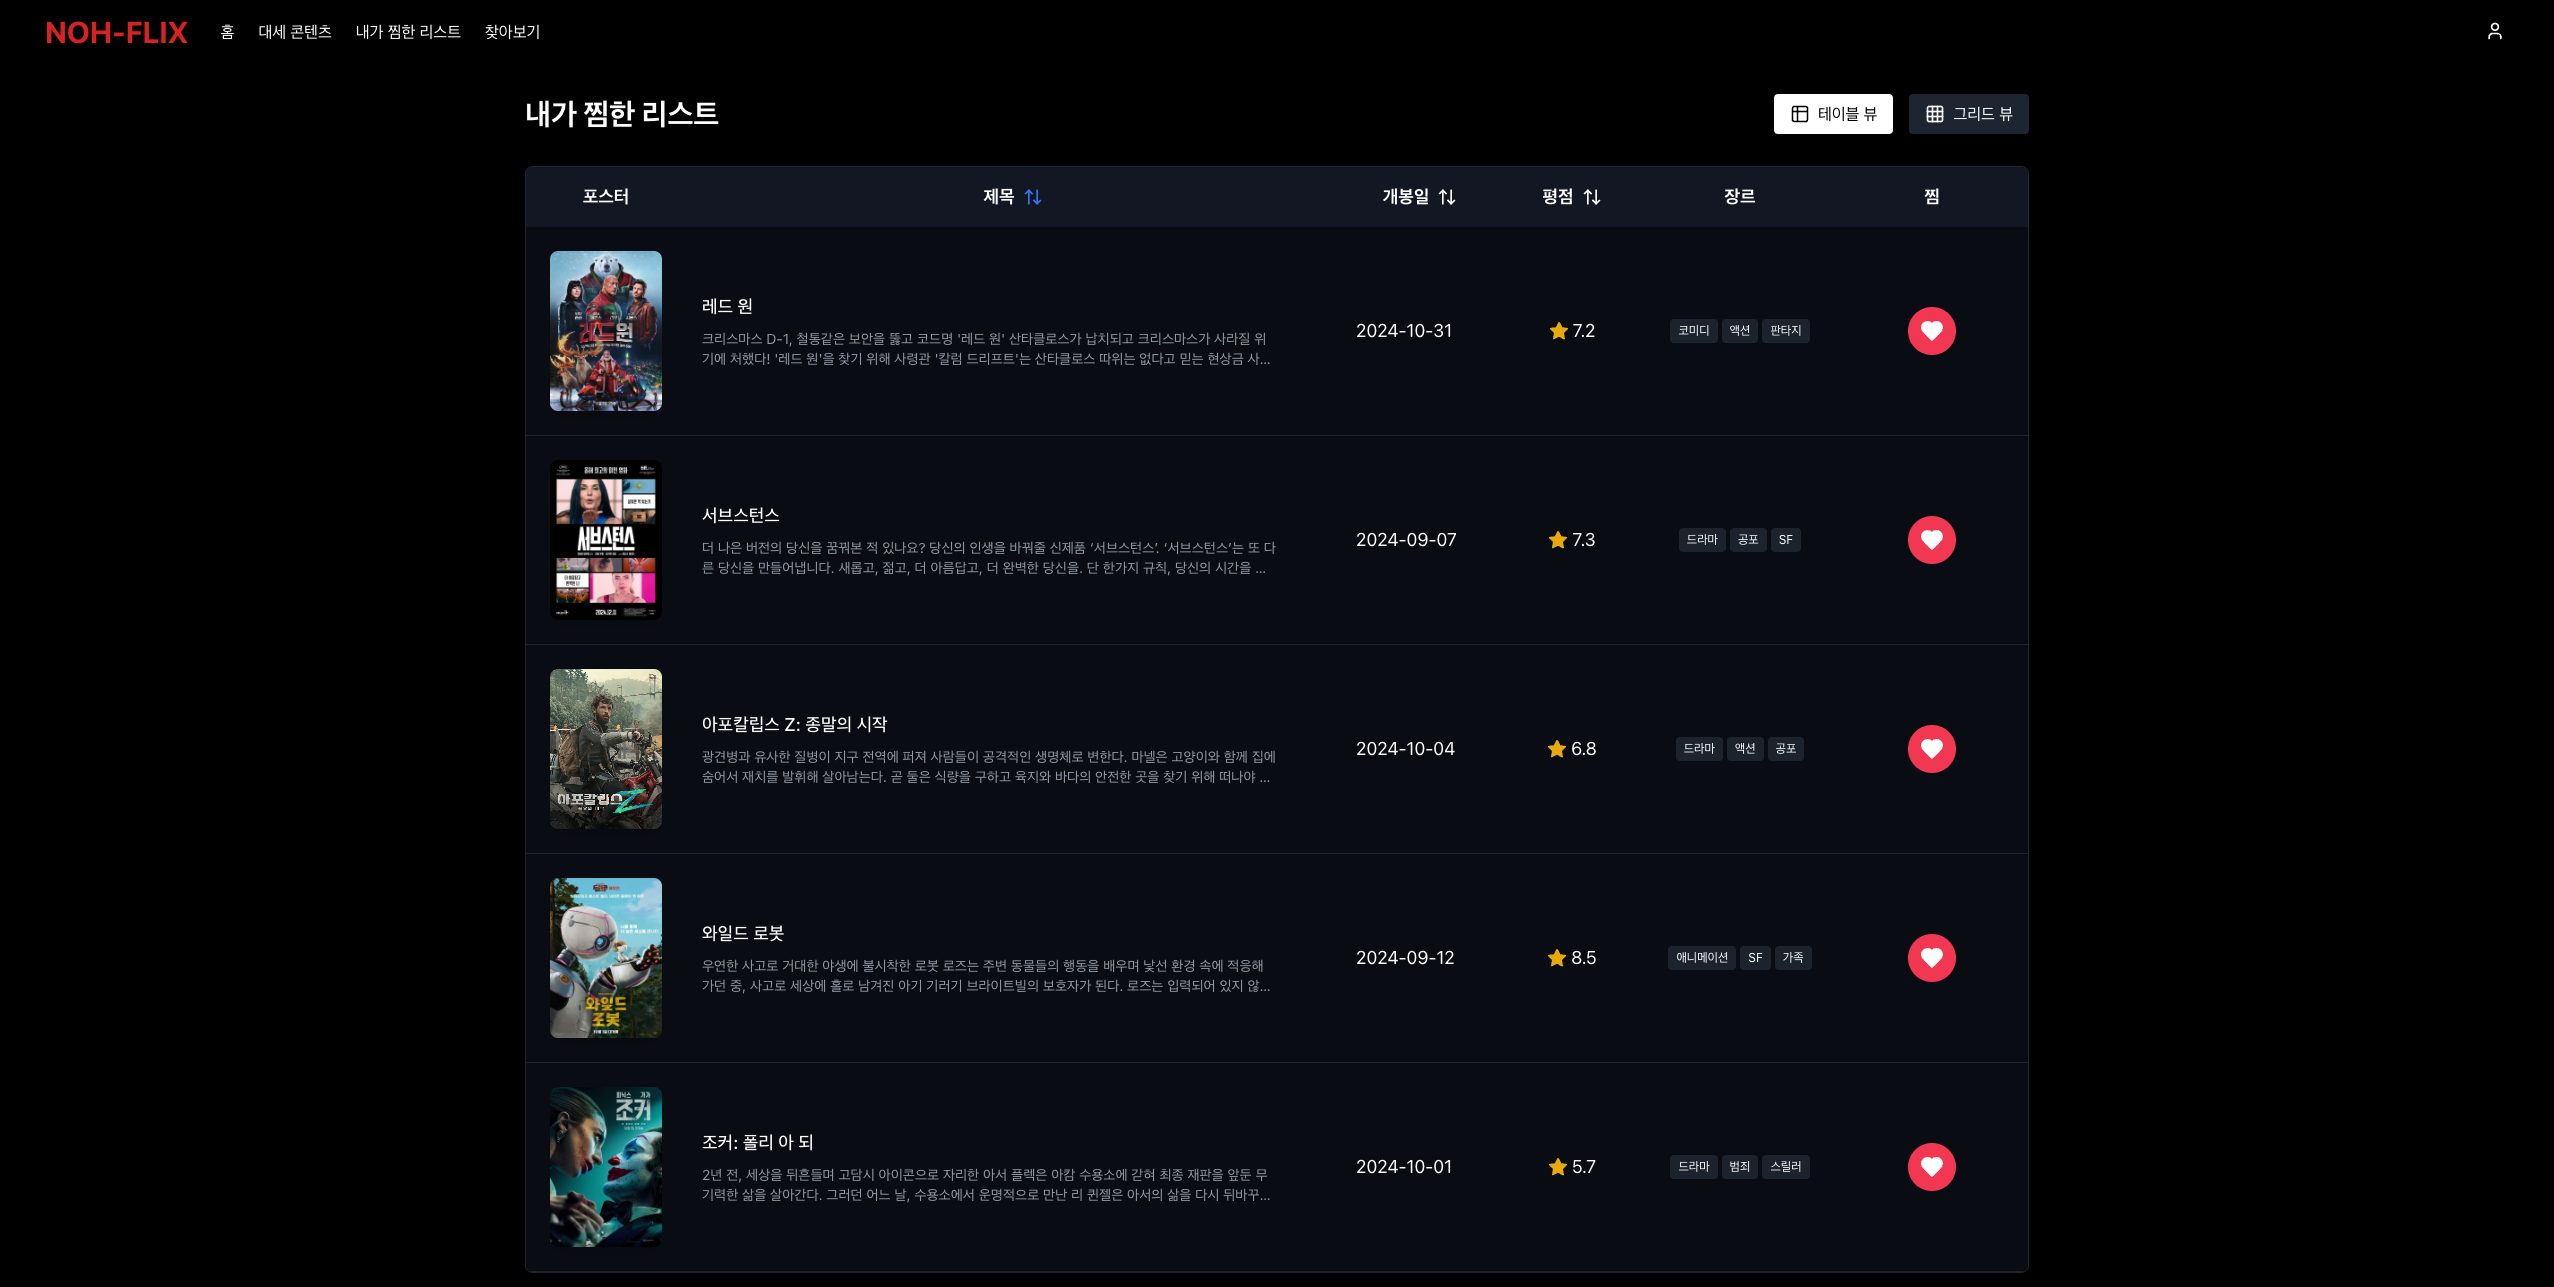 NOH-FLIX 홈 대세 콘텐츠 내가 찜한 리스트 찾아보기
내가 찜한 리스트
테이블 뷰 그리드 뷰
포스터 제목 개봉일 평점 장르 찜
레드 원
레드 원
크리스마스 D-1, 철통같은 보안을 뚫고 코드명 '레드 원' 산타클로스가 납치되고 크리스마스가 사라질 위
기에 처했다! '레드 원'을 찾기 위해 사령관 '칼럼 드리프트'는 산타클로스 따위는 없다고 믿는 현상금 사...
2024-10-31
7.2
코미디 액션 판타지
서브스턴스
서브스턴스
더 나은 버전의 당신을 꿈꿔본 적 있나요? 당신의 인생을 바꿔줄 신제품 ‘서브스턴스’. ‘서브스턴스’는 또 다
른 당신을 만들어냅니다. 새롭고, 젊고, 더 아름답고, 더 완벽한 당신을. 단 한가지 규칙, 당신의 시간을 ...
2024-09-07
7.3
드라마 공포 SF
아포칼립스 Z
아포칼립스 Z: 종말의 시작
광견병과 유사한 질병이 지구 전역에 퍼져 사람들이 공격적인 생명체로 변한다. 마넬은 고양이와 함께 집에
숨어서 재치를 발휘해 살아남는다. 곧 둘은 식량을 구하고 육지와 바다의 안전한 곳을 찾기 위해 떠나야 ...
2024-10-04
6.8
드라마 액션 공포
와일드
로봇
와일드 로봇
우연한 사고로 거대한 야생에 불시착한 로봇 로즈는 주변 동물들의 행동을 배우며 낯선 환경 속에 적응해
가던 중, 사고로 세상에 홀로 남겨진 아기 기러기 브라이트빌의 보호자가 된다. 로즈는 입력되어 있지 않...
2024-09-12
8.5
애니메이션 SF 가족
조커
조커: 폴리 아 되
2년 전, 세상을 뒤흔들며 고담시 아이콘으로 자리한 아서 플렉은 아캄 수용소에 갇혀 최종 재판을 앞둔 무
기력한 삶을 살아간다. 그러던 어느 날, 수용소에서 운명적으로 만난 리 퀸젤은 아서의 삶을 다시 뒤바꾸...
2024-10-01
5.7
드라마 범죄 스릴러